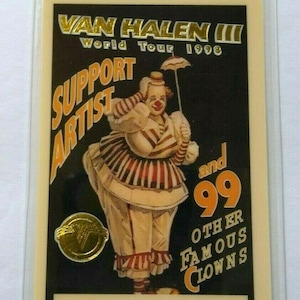 VAN HALEN III
World Tour 1998
SUPPORT
ARTIST
and
99
OTHER
FAMOUS
CLOWNS